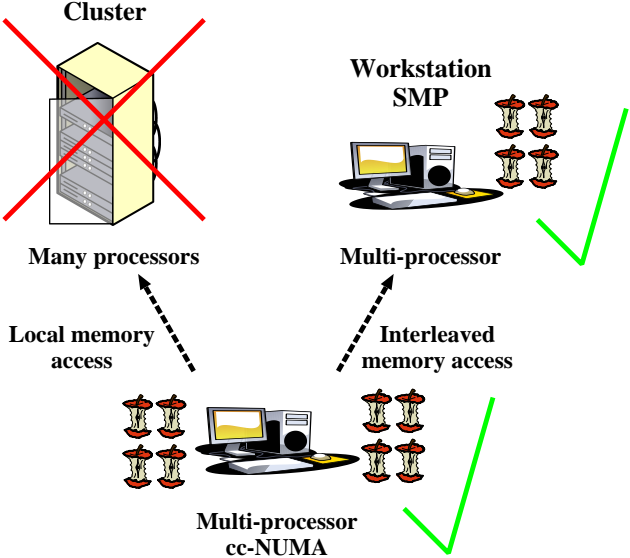 Cluster
Workstation
SMP
Many processors
Multi-processor
Local memory
access
Interleaved
memory access
Multi-processor
cc-NUMA